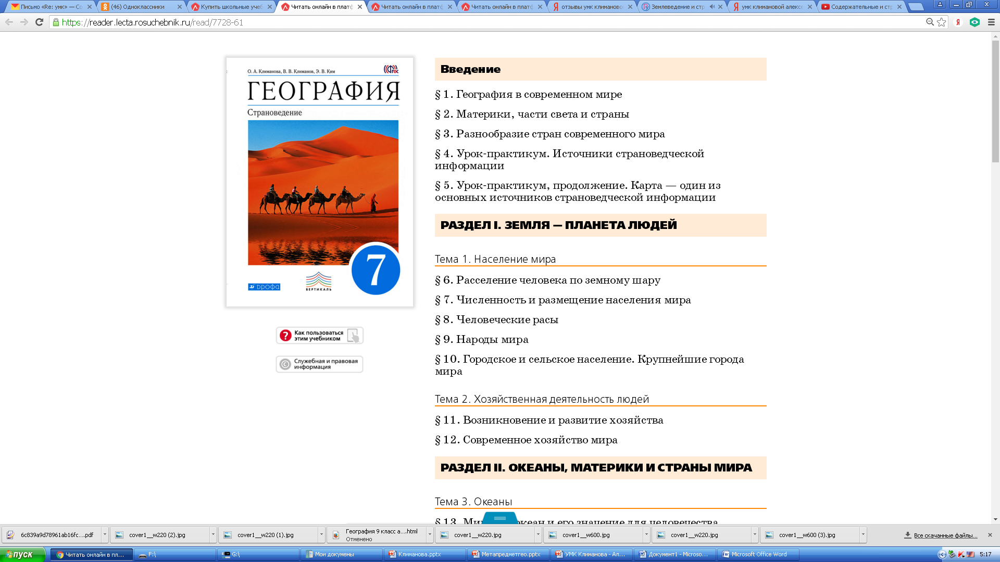 Письмо «Re: умк» — Со
(46) Одноклассники
Купить школьные учеб
Читать онлайн в платф
Читать онлайн в платф
Читать онлайн в платф
отзывы умк климаново
Землеведение и стр
умк климановой алексе
Содержательные и стр
https://reader.lecta.rosuchebnik.ru/read/7728-61
О. А. Климанова, В. В. Климанов, Э. В. Ким
ГЕОГРАФИЯ
Страноведение
7
дрофа
ВЕРТИКАЛЬ
Как пользоваться
этим учебником
Служебная и правовая
информация
Введение
§ 1. География в современном мире
§ 2. Материки, части света и страны
§ 3. Разнообразие стран современного мира
§ 4. Урок-практикум. Источники страноведческой
информации
§ 5. Урок-практикум, продолжение. Карта — один из
основных источников страноведческой информации
РАЗДЕЛ I. ЗЕМЛЯ — ПЛАНЕТА ЛЮДЕЙ
Тема 1. Население мира
§ 6. Расселение человека по земному шару
§ 7. Численность и размещение населения мира
§ 8. Человеческие расы
§ 9. Народы мира
§ 10. Городское и сельское население. Крупнейшие города
мира
Тема 2. Хозяйственная деятельность людей
§ 11. Возникновение и развитие хозяйства
§ 12. Современное хозяйство мира
РАЗДЕЛ II. ОКЕАНЫ, МАТЕРИКИ И СТРАНЫ МИРА
Тема 3. Океаны
§ 13. Ми океан и его значение для человечества
6c839a9d78961ab16fc....pdf
cover1__w220 (2).jpg
cover1__w220 (1).jpg
География 9 класс а....html
Отменено
cover1__w220.jpg
cover1__w600.jpg
cover1__w220.jpg
cover1__w600 (3).jpg
Все скачанные файлы...
пуск
Читать онлайн в пл...
F:\
G:\
Мои докумены
Климанова.pptx
Метапредметгео.pptx
УМК Климанова - Ал...
Документ1 - Microso...
Microsoft Office Word
5:17